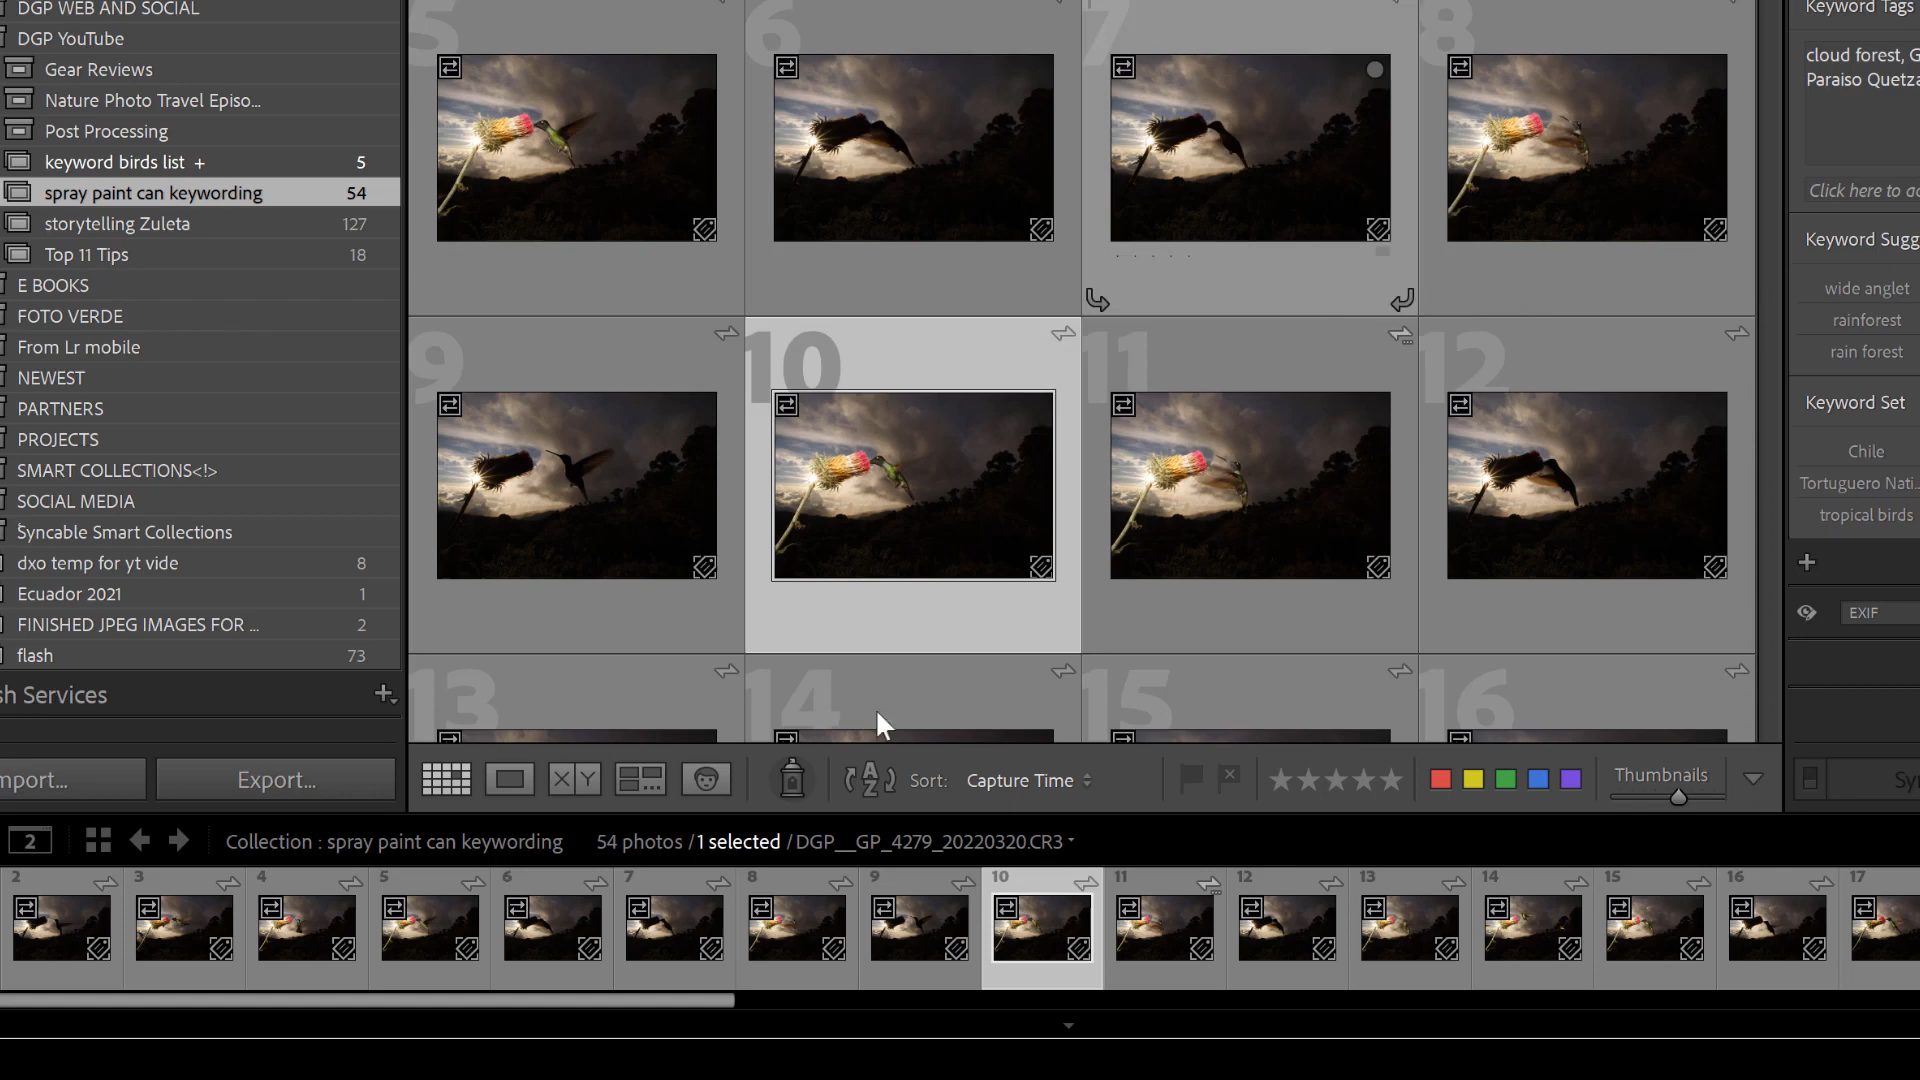 DGP WEB AND SOCIAL
DGP YouTube
Gear Reviews
Nature Photo Travel Episo...
Post Processing
keyword birds list + 5
spray paint can keywording 54
storytelling Zuleta 127
Top 11 Tips 18
E BOOKS
FOTO VERDE
From Lr mobile
NEWEST
PARTNERS
PROJECTS
SMART COLLECTIONS<!>
SOCIAL MEDIA
Syncable Smart Collections
dxo temp for yt vide 8
Ecuador 2021 1
FINISHED JPEG IMAGES FOR ... 2
flash 73
sh Services
mport...
Export...
5 6 7 8
9 10 11 12
13 14 15 16
XY
AZ
Sort: Capture Time
Thumbnails
Keyword Tags
cloud forest, G
Paraiso Quetza
Click here to ad
Keyword Sugg
wide anglet
rainforest
rain forest
Keyword Set
Chile
Tortuguero Nati...
tropical birds
EXIF
Syn
2
Collection : spray paint can keywording
54 photos / 1 selected / DGP__GP_4279_20220320.CR3
2 3 4 5 6 7 8 9 10 11 12 13 14 15 16 17